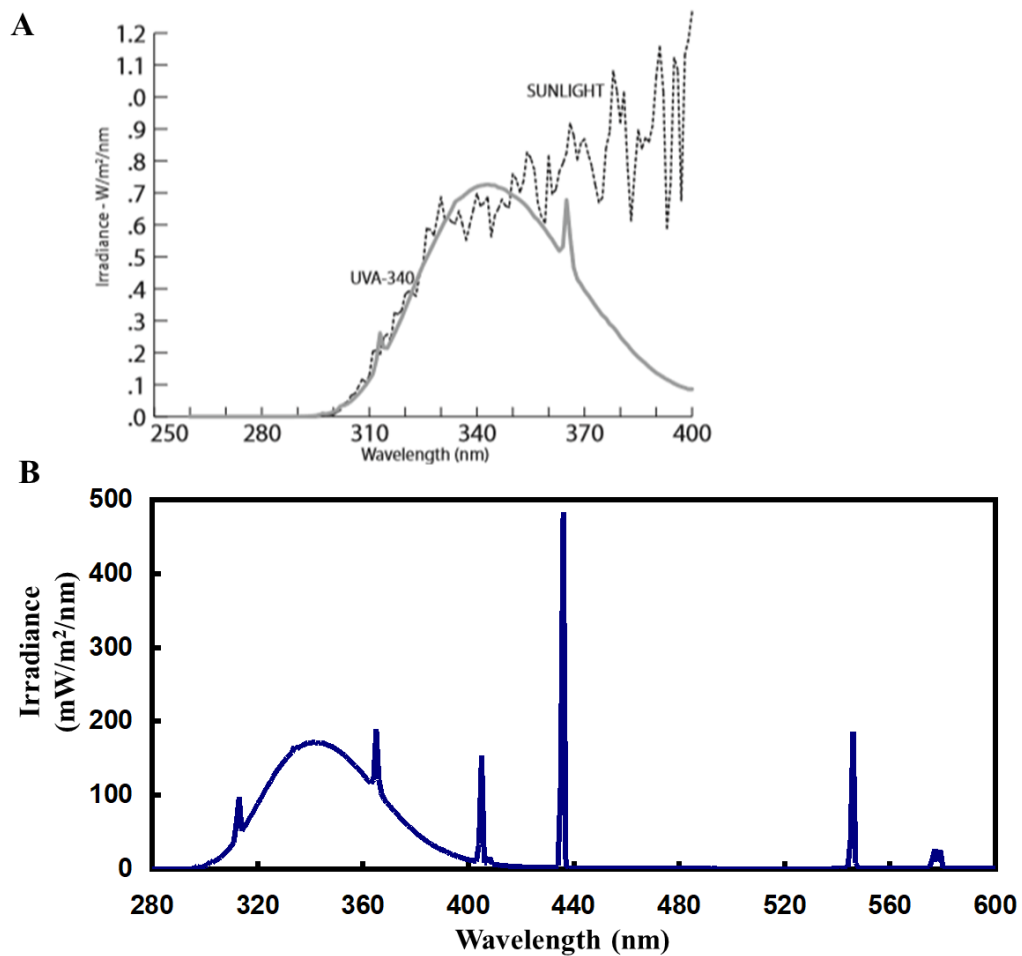 A
1.2
1.1
.0
.9
.8
.7
.6
.5
.4
.3
.2
.1
.0
Irradiance - W/m²/nm
SUNLIGHT
UVA-340
250 280 310 340 370 400
Wavelength (nm)
B
500
400
300
200
100
0
Irradiance
(mW/m²/nm)
280 320 360 400 440 480 520 560 600
Wavelength (nm)